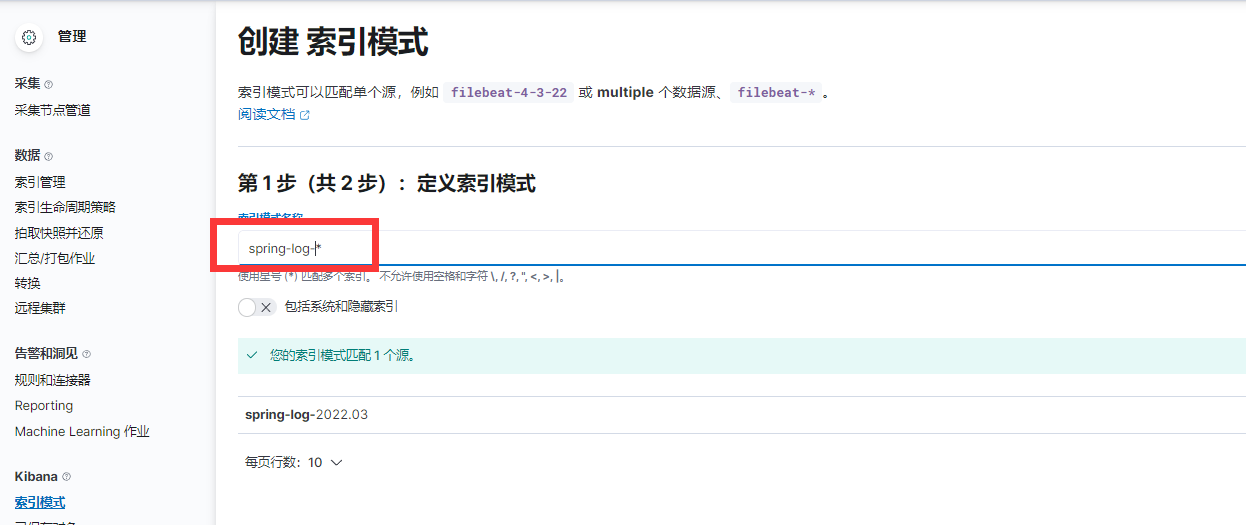 管理
采集
采集节点管道
数据
索引管理
索引生命周期策略
拍取快照并还原
汇总/打包作业
转换
远程集群
告警和洞见
规则和连接器
Reporting
Machine Learning 作业
Kibana
索引模式
已保存对象
创建 索引模式
索引模式可以匹配单个源，例如 filebeat-4-3-22 或 multiple 个数据源、 filebeat-* 。
阅读文档
第 1 步（共 2 步）：定义索引模式
索引模式名称
spring-log-*
使用星号 (*) 匹配多个索引。 不允许使用空格和字符 \, /, ?, ", <, >, |。
包括系统和隐藏索引
您的索引模式匹配 1 个源。
spring-log-2022.03
每页行数: 10